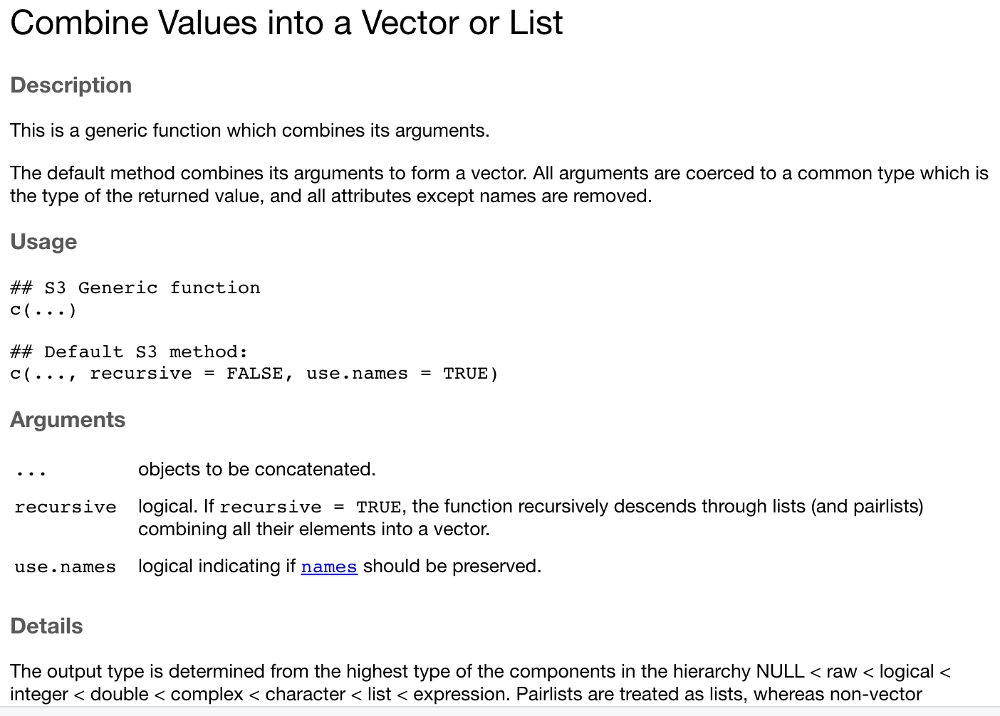 Combine Values into a Vector or List
Description
This is a generic function which combines its arguments.
The default method combines its arguments to form a vector. All arguments are coerced to a common type which is
the type of the returned value, and all attributes except names are removed.
Usage
## S3 Generic function
c(...)
## Default S3 method:
c(..., recursive = FALSE, use.names = TRUE)
Arguments
... objects to be concatenated.
recursive logical. If recursive = TRUE, the function recursively descends through lists (and pairlists)
combining all their elements into a vector.
use.names logical indicating if names should be preserved.
Details
The output type is determined from the highest type of the components in the hierarchy NULL < raw < logical <
integer < double < complex < character < list < expression. Pairlists are treated as lists, whereas non-vector